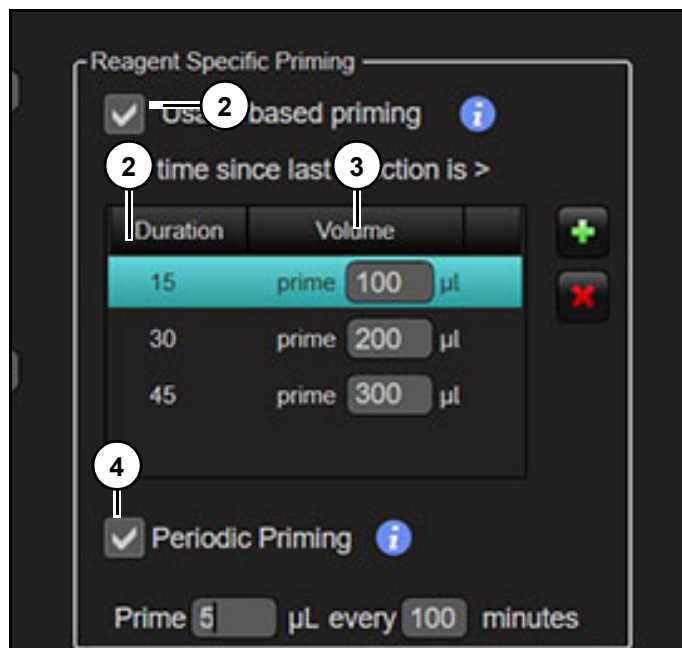 Reagent Specific Priming
2
based priming i
2 time since last 3 ction is >
Duration Volume
15 prime 100 µl
30 prime 200 µl
45 prime 300 µl
4
Periodic Priming i
Prime 5 µL every 100 minutes